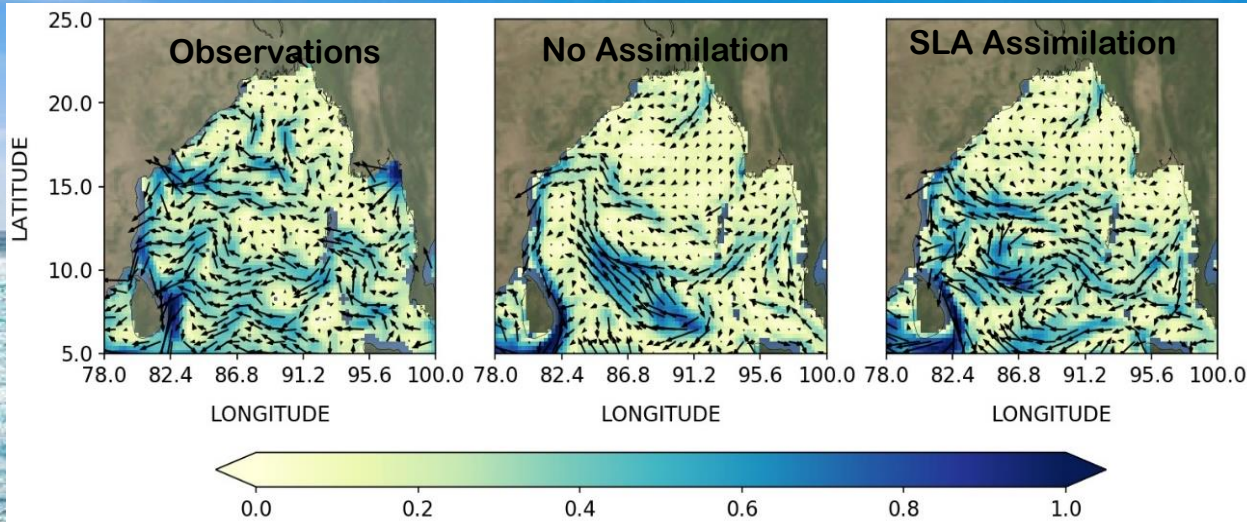 Observations
No Assimilation
SLA Assimilation
25.0
20.0
15.0
10.0
5.0
LATITUDE
78.0 82.4 86.8 91.2 95.6 100.0
78.0 82.4 86.8 91.2 95.6 100.0
78.0 82.4 86.8 91.2 95.6 100.0
LONGITUDE
LONGITUDE
LONGITUDE
0.0 0.2 0.4 0.6 0.8 1.0